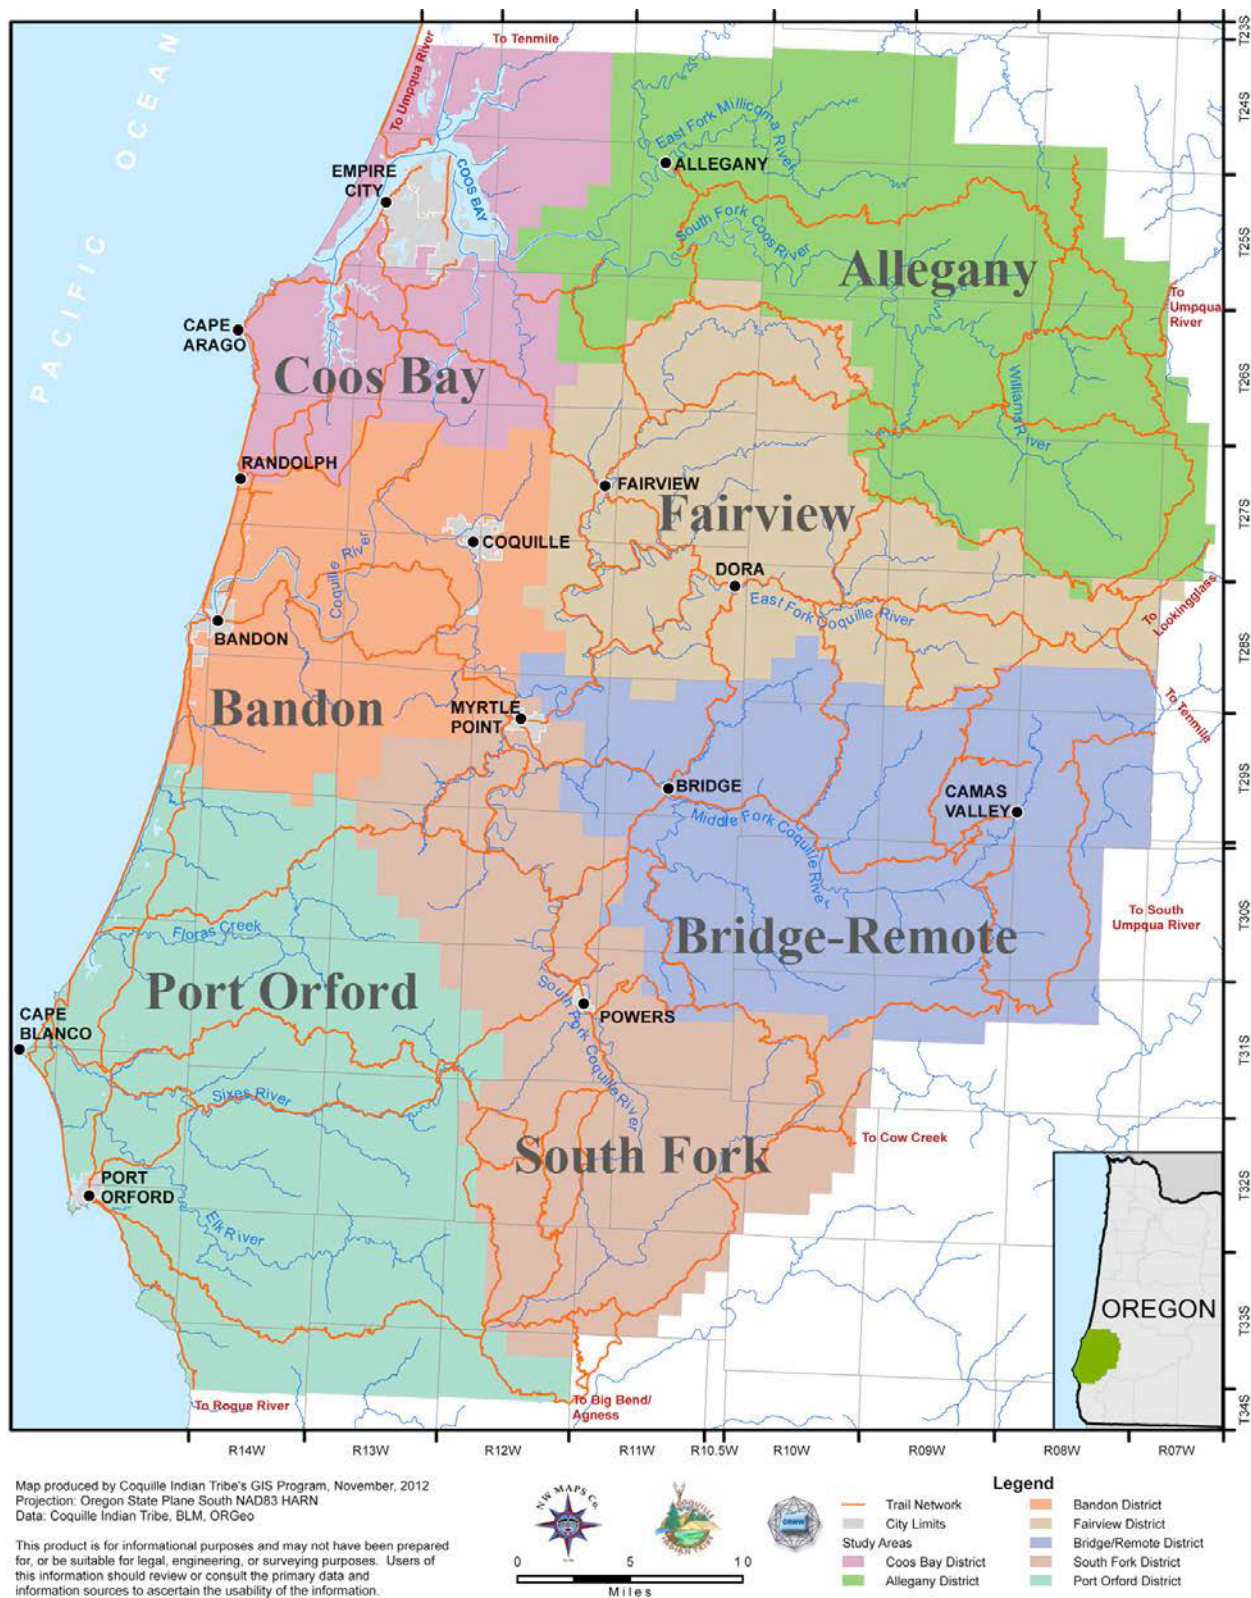 To Tenmile
To Umpqua River
T23S
T24S
PACIFIC OCEAN
East Fork Millicoma River
ALLEGANY
EMPIRE
CITY
COOS BAY
South Fork Coos River
T25S
Allegany
To
Umpqua
River
CAPE
ARAGO
Coos Bay
Williams River
T26S
RANDOLPH
FAIRVIEW
Fairview
T27S
COQUILLE
Coquille River
DORA
East Fork Coquille River
To
Lookingglass
BANDON
T28S
Bandon
MYRTLE
POINT
To Tenmile
BRIDGE
CAMAS
VALLEY
T29S
Middle Fork Coquille River
To South
Umpqua River
T30S
Floras Creek
Bridge-Remote
Port Orford
South Fork Coquille River
POWERS
CAPE
BLANCO
T31S
Sixes River
To Cow Creek
South Fork
PORT
ORFORD
T32S
Elk River
OREGON
T33S
To Rogue River
To Big Bend/
Agness
T34S
R14W
R13W
R12W
R11W
R10.5W
R10W
R09W
R08W
R07W
Map produced by Coquille Indian Tribe's GIS Program, November, 2012
Projection: Oregon State Plane South NAD83 HARN
Data: Coquille Indian Tribe, BLM, ORGeo
This product is for informational purposes and may not have been prepared
for, or be suitable for legal, engineering, or surveying purposes. Users of
this information should review or consult the primary data and
information sources to ascertain the usability of the information.
NW MAPS Co.
COQUILLE
INDIAN TRIBE
ORWW
0 5 10
Miles
Legend
Trail Network
City Limits
Study Areas
Coos Bay District
Allegany District
Bandon District
Fairview District
Bridge/Remote District
South Fork District
Port Orford District